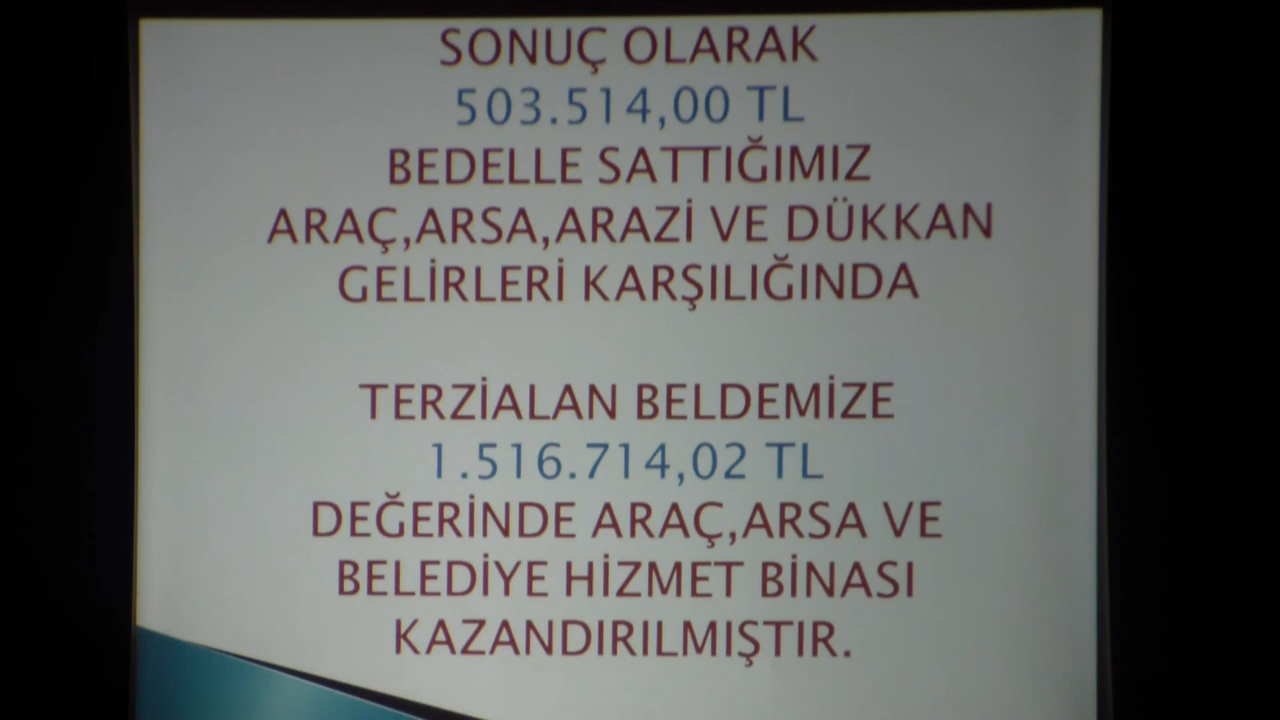 SONUÇ OLARAK
503.514,00 TL
BEDELLE SATTIĞIMIZ
ARAÇ,ARSA,ARAZİ VE DÜKKAN
GELİRLERİ KARŞILIĞINDA
TERZİALAN BELDEMİZE
1.516.714,02 TL
DEĞERİNDE ARAÇ,ARSA VE
BELEDİYE HİZMET BİNASI
KAZANDIRILMIŞTIR.